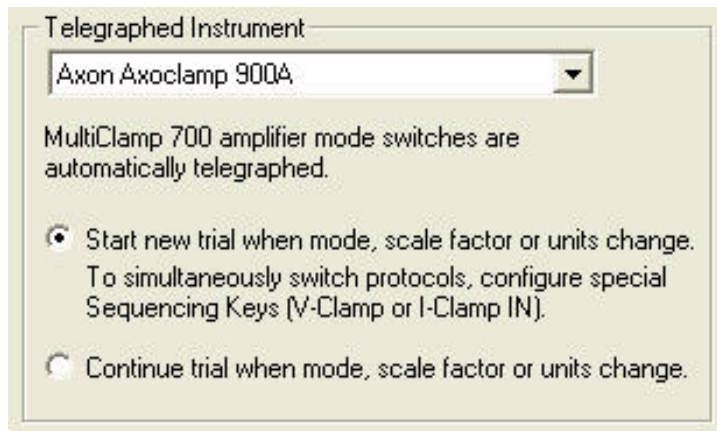 Telegraphed Instrument
Axon Axoclamp 900A
MultiClamp 700 amplifier mode switches are
automatically telegraphed.
Start new trial when mode, scale factor or units change.
To simultaneously switch protocols, configure special
Sequencing Keys (V-Clamp or I-Clamp IN).
Continue trial when mode, scale factor or units change.